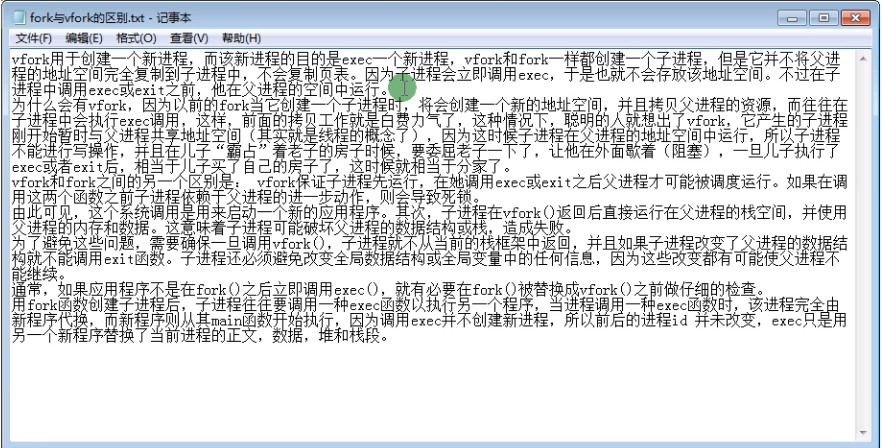 fork与vfork的区别.txt - 记事本
文件(F) 编辑(E) 格式(O) 查看(V) 帮助(H)
vfork用于创建一个新进程，而该新进程的目的是exec一个新进程，vfork和fork一样都创建一个子进程，但是它并不将父进
程的地址空间完全复制到子进程中，不会复制页表。因为子进程会立即调用exec，于是也就不会存放该地址空间。不过在子
进程中调用exec或exit之前，他在父进程的空间中运行。
为什么会有vfork，因为以前的fork当它创建一个子进程时，将会创建一个新的地址空间，并且拷贝父进程的资源，而往往在
子进程中会执行exec调用，这样，前面的拷贝工作就是白费力气了，这种情况下，聪明的人就想出了vfork，它产生的子进程
刚开始暂时与父进程共享地址空间（其实就是线程的概念了），因为这时候子进程在父进程的地址空间中运行，所以子进程
不能进行写操作，并且在儿子“霸占”着老子的房子时候，要委屈老子一下了，让他在外面歇着（阻塞），一旦儿子执行了
exec或者exit后，相当于儿子买了自己的房子了，这时候就相当于分家了。
vfork和fork之间的另一个区别是： vfork保证子进程先运行，在她调用exec或exit之后父进程才可能被调度运行。如果在调
用这两个函数之前子进程依赖于父进程的进一步动作，则会导致死锁。
由此可见，这个系统调用是用来启动一个新的应用程序。其次，子进程在vfork()返回后直接运行在父进程的栈空间，并使用
父进程的内存和数据。这意味着子进程可能破坏父进程的数据结构或栈，造成失败。
为了避免这些问题，需要确保一旦调用vfork()，子进程就不从当前的栈框架中返回，并且如果子进程改变了父进程的数据结
构就不能调用exit函数。子进程还必须避免改变全局数据结构或全局变量中的任何信息，因为这些改变都有可能使父进程不
能继续。
通常，如果应用程序不是在fork()之后立即调用exec()，就有必要在fork()被替换成vfork()之前做仔细的检查。
用fork函数创建子进程后，子进程往往要调用一种exec函数以执行另一个程序，当进程调用一种exec函数时，该进程完全由
新程序代换，而新程序则从其main函数开始执行，因为调用exec并不创建新进程，所以前后的进程id 并未改变，exec只是用
另一个新程序替换了当前进程的正文，数据，堆和栈段。